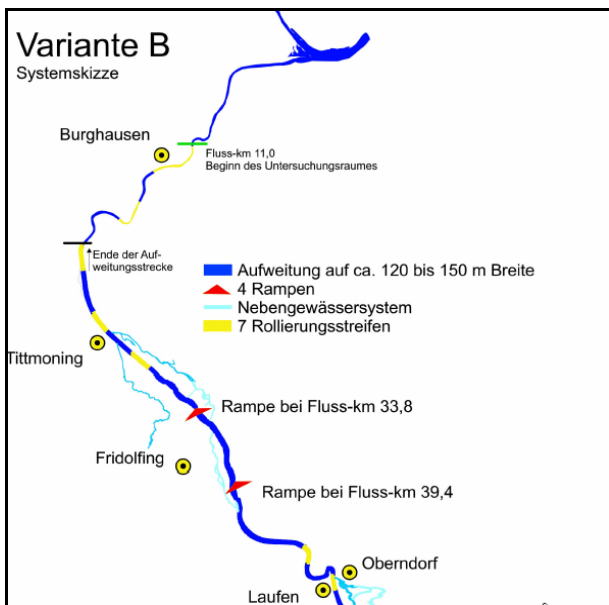 Variante B
Systemskizze
Burghausen
Fluss-km 11,0
Beginn des Untersuchungsraumes
Ende der Auf-
weitungsstrecke
Aufweitung auf ca. 120 bis 150 m Breite
4 Rampen
Nebengewässersystem
7 Rollierungsstreifen
Tittmoning
Rampe bei Fluss-km 33,8
Fridolfing
Rampe bei Fluss-km 39,4
Oberndorf
Laufen